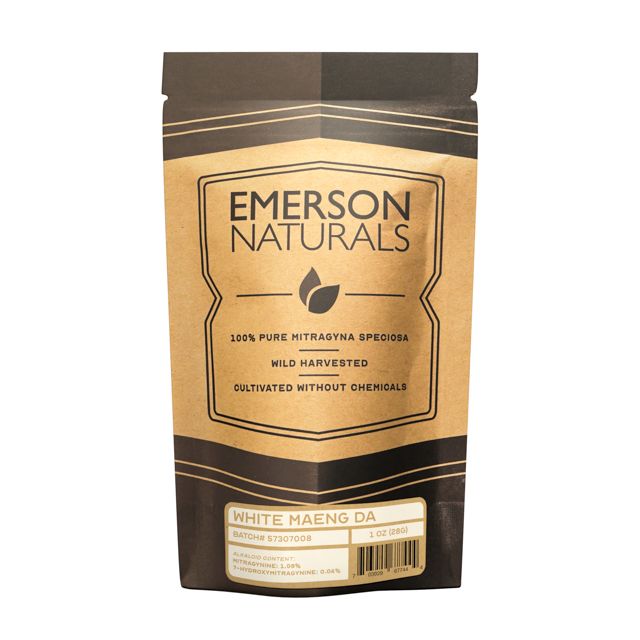 EMERSON
NATURALS
100% PURE MITRAGYNA SPECIOSA
WILD HARVESTED
CULTIVATED WITHOUT CHEMICALS
WHITE MAENG DA
BATCH# 57307008
1 OZ (28G)
ALKALOID CONTENT:
MITRAGYNINE: 1.08%
7-HYDROXYMITRAGYNINE: 0.04%